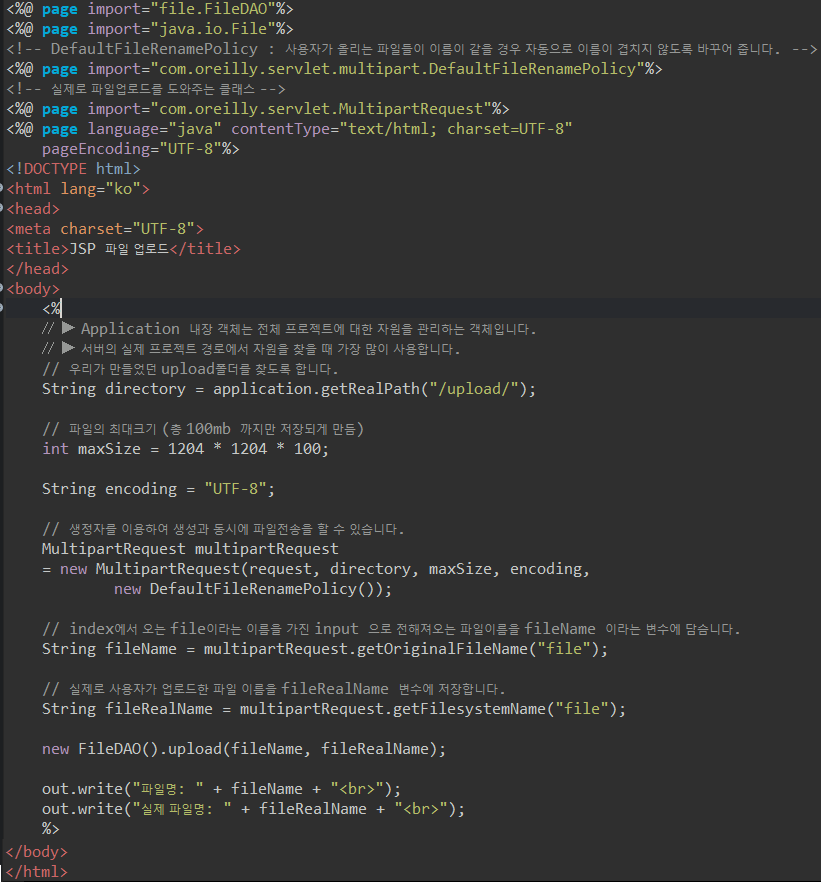 <%@ page import="file.FileDAO"%>
<%@ page import="java.io.File"%>
<!-- DefaultFileRenamePolicy : 사용자가 올리는 파일들이 이름이 같을 경우 자동으로 이름이 겹치지 않도록 바꾸어 줍니다. -->
<%@ page import="com.oreilly.servlet.multipart.DefaultFileRenamePolicy"%>
<!-- 실제로 파일업로드를 도와주는 클래스 -->
<%@ page import="com.oreilly.servlet.MultipartRequest"%>
<%@ page language="java" contentType="text/html; charset=UTF-8"
    pageEncoding="UTF-8"%>
<!DOCTYPE html>
<html lang="ko">
<head>
<meta charset="UTF-8">
<title>JSP 파일 업로드</title>
</head>
<body>
    <%
    // ▶ Application 내장 객체는 전체 프로젝트에 대한 자원을 관리하는 객체입니다.
    // ▶ 서버의 실제 프로젝트 경로에서 자원을 찾을 때 가장 많이 사용합니다.
    // 우리가 만들었던 upload폴더를 찾도록 합니다.
    String directory = application.getRealPath("/upload/");

    // 파일의 최대크기 (총 100mb 까지만 저장되게 만듬)
    int maxSize = 1204 * 1204 * 100;

    String encoding = "UTF-8";

    // 생정자를 이용하여 생성과 동시에 파일전송을 할 수 있습니다.
    MultipartRequest multipartRequest
    = new MultipartRequest(request, directory, maxSize, encoding,
            new DefaultFileRenamePolicy());

    // index에서 오는 file이라는 이름을 가진 input 으로 전해져오는 파일이름을 fileName 이라는 변수에 담습니다.
    String fileName = multipartRequest.getOriginalFileName("file");

    // 실제로 사용자가 업로드한 파일 이름을 fileRealName 변수에 저장합니다.
    String fileRealName = multipartRequest.getFilesystemName("file");

    new FileDAO().upload(fileName, fileRealName);

    out.write("파일명: " + fileName + "<br>");
    out.write("실제 파일명: " + fileRealName + "<br>");
    %>
</body>
</html>